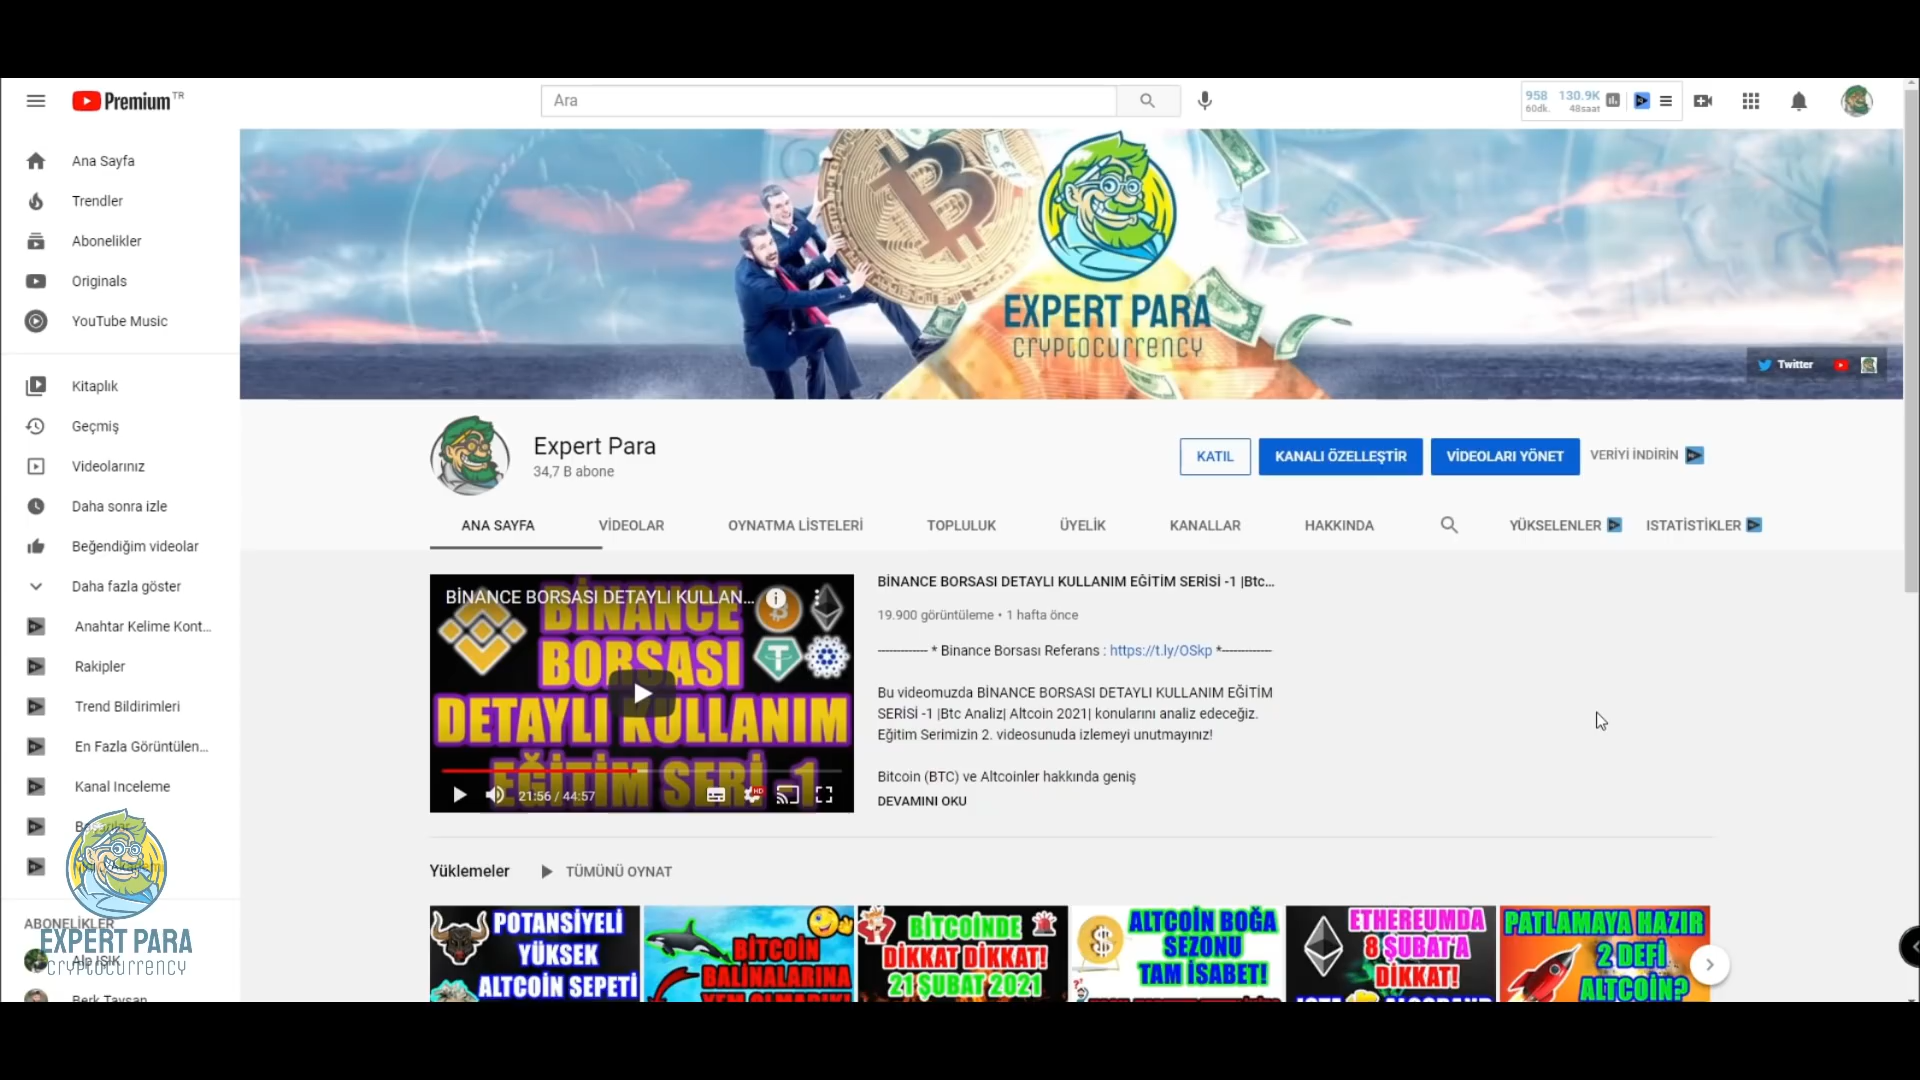 Premium TR
Ara
958 130.9K
60dk. 48saat
Ana Sayfa
Trendler
Abonelikler
Originals
YouTube Music
Kitaplık
Geçmiş
Videolarınız
Daha sonra izle
Beğendiğim videolar
Daha fazla göster
Anahtar Kelime Kont...
Rakipler
Trend Bildirimleri
En Fazla Görüntülen...
Kanal Inceleme
ABONELİKLER
Alp IŞIK
Berk Tavsan
EXPERT PARA
CRYPTOCURRENCY
EXPERT PARA
CRYPTOCURRENCY
Twitter
Expert Para
34,7 B abone
KATIL
KANALI ÖZELLEŞTİR
VİDEOLARI YÖNET
VERİYİ İNDİRİN
ANA SAYFA
VİDEOLAR
OYNATMA LİSTELERİ
TOPLULUK
ÜYELİK
KANALLAR
HAKKINDA
YÜKSELENLER
ISTATİSTİKLER
BİNANCE BORSASI DETAYLI KULLAN...
BİNANCE
BORSASI
DETAYLI KULLANIM
EĞİTİM SERİ -1
21:56 / 44:57
HD
BİNANCE BORSASI DETAYLI KULLANIM EĞİTİM SERİSİ -1 |Btc...
19.900 görüntüleme • 1 hafta önce
------------- * Binance Borsası Referans : https://t.ly/OSkp *-------------
Bu videomuzda BİNANCE BORSASI DETAYLI KULLANIM EĞİTİM
SERİSİ -1 |Btc Analiz| Altcoin 2021| konularını analiz edeceğiz.
Eğitim Serimizin 2. videosunuda izlemeyi unutmayınız!
Bitcoin (BTC) ve Altcoinler hakkında geniş
DEVAMINI OKU
Yüklemeler
TÜMÜNÜ OYNAT
POTANSİYELİ
YÜKSEK
ALTCOİN SEPETİ
BİTCOİN
BALİNALARINA
YEM OLMADIK!
BİTCOİNDE
DİKKAT DİKKAT!
21 ŞUBAT 2021
ALTCOİN BOĞA
SEZONU
TAM İSABET!
ETHEREUMDA
8 ŞUBAT'A
DİKKAT!
PATLAMAYA HAZIR
2 DEFİ
ALTCOİN?